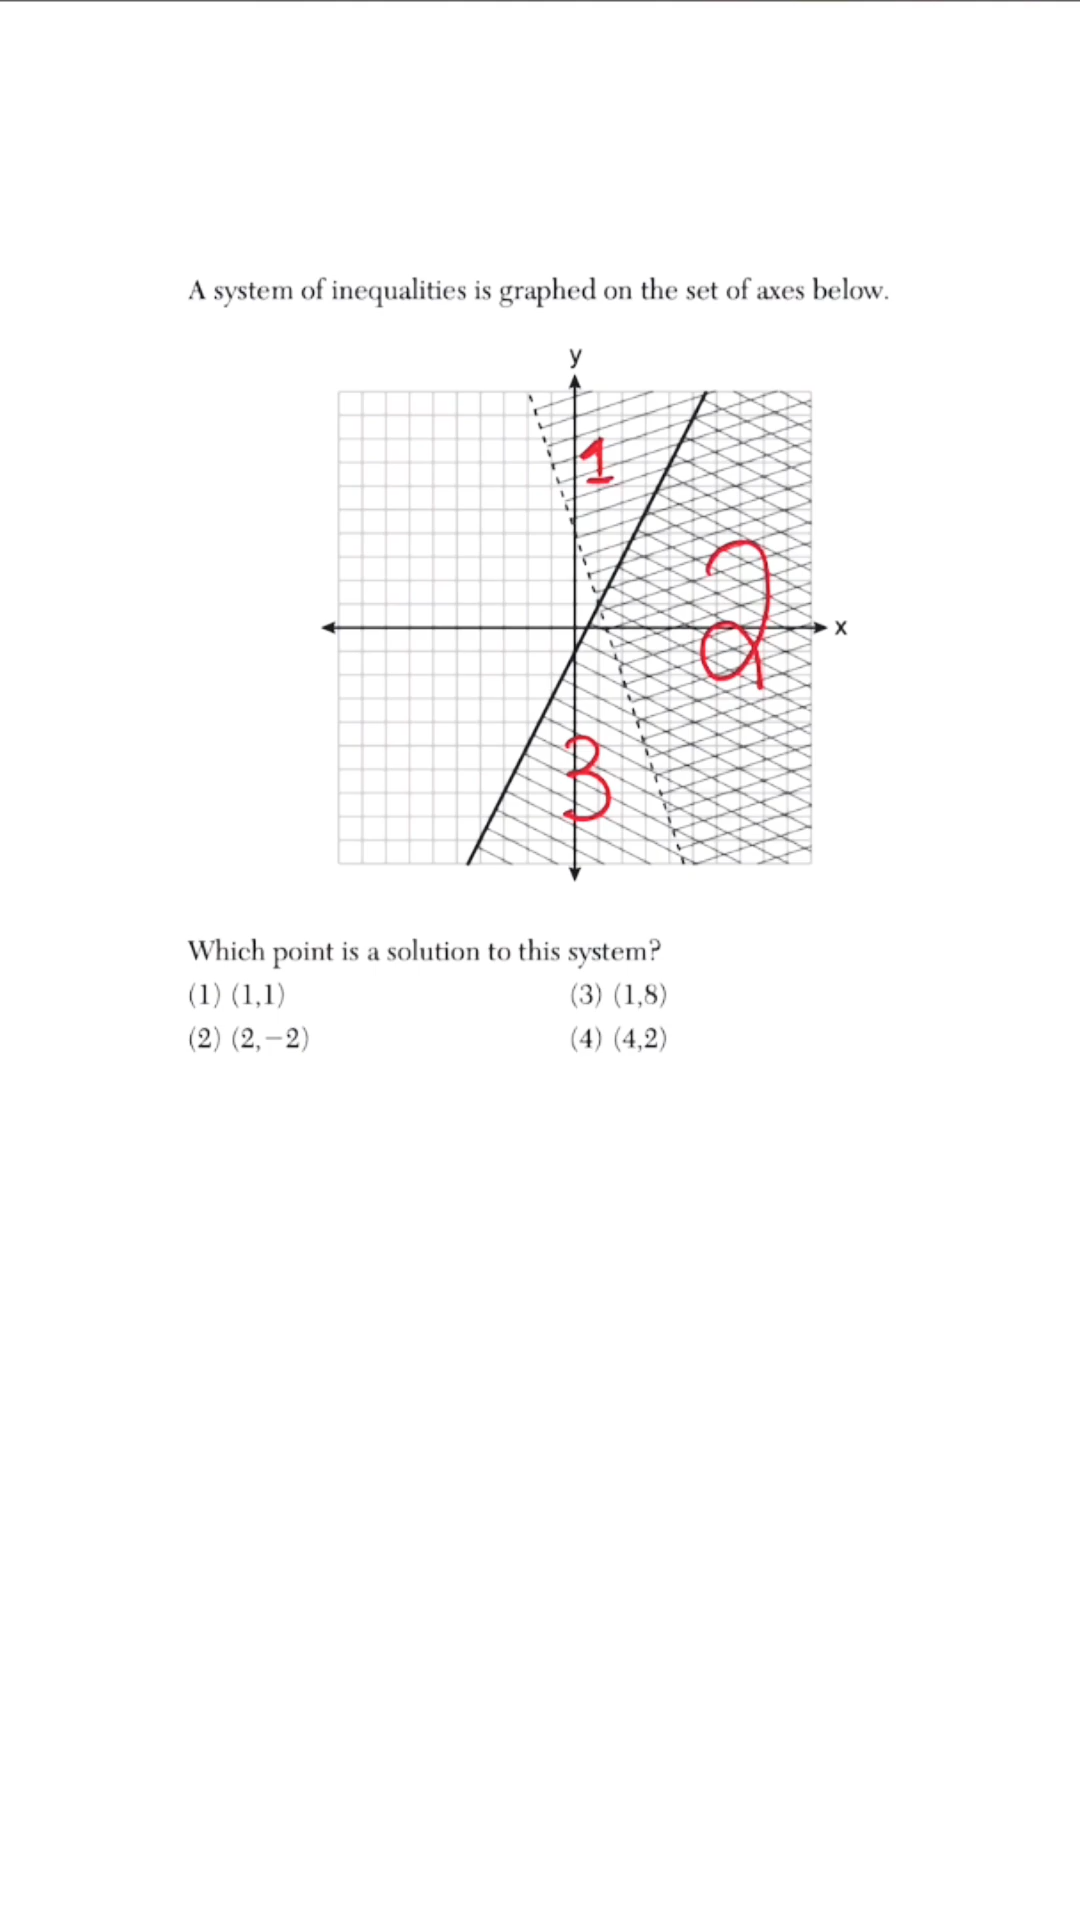 A system of inequalities is graphed on the set of axes below.
y
1
2
x
3
Which point is a solution to this system?
(1) (1,1) (3) (1,8)
(2) (2,−2) (4) (4,2)